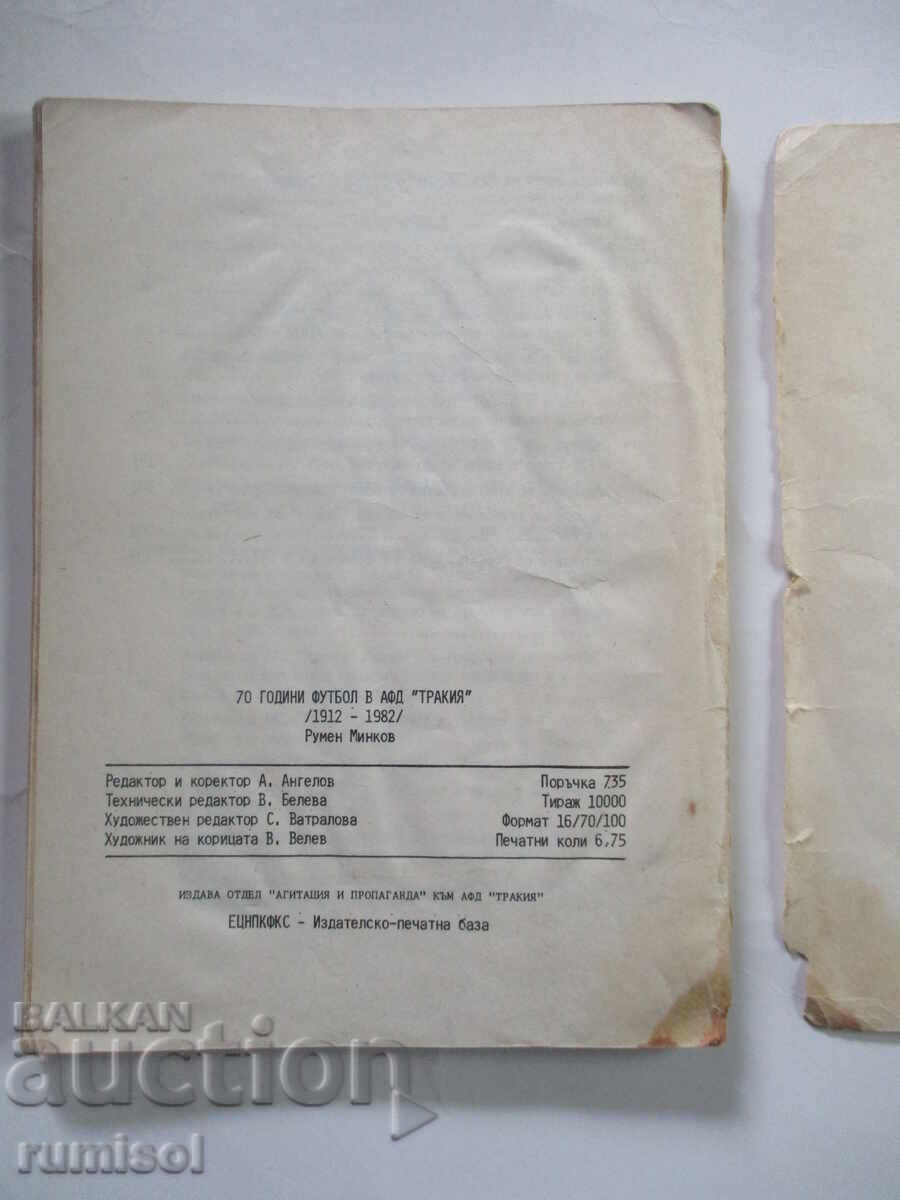 70 ГОДИНИ ФУТБОЛ В АФД "ТРАКИЯ"
/1912 - 1982/
Румен Минков
Редактор и коректор А. Ангелов
Технически редактор В. Белева
Художествен редактор С. Ватралова
Художник на корицата В. Велев
Поръчка 735
Тираж 10000
Формат 16/70/100
Печатни коли 6,75
ИЗДАВА ОТДЕЛ "АГИТАЦИЯ И ПРОПАГАНДА" КЪМ АФД "ТРАКИЯ"
ЕЦНПКФКС - Издателско-печатна база
BALKAN
auction
rumisol